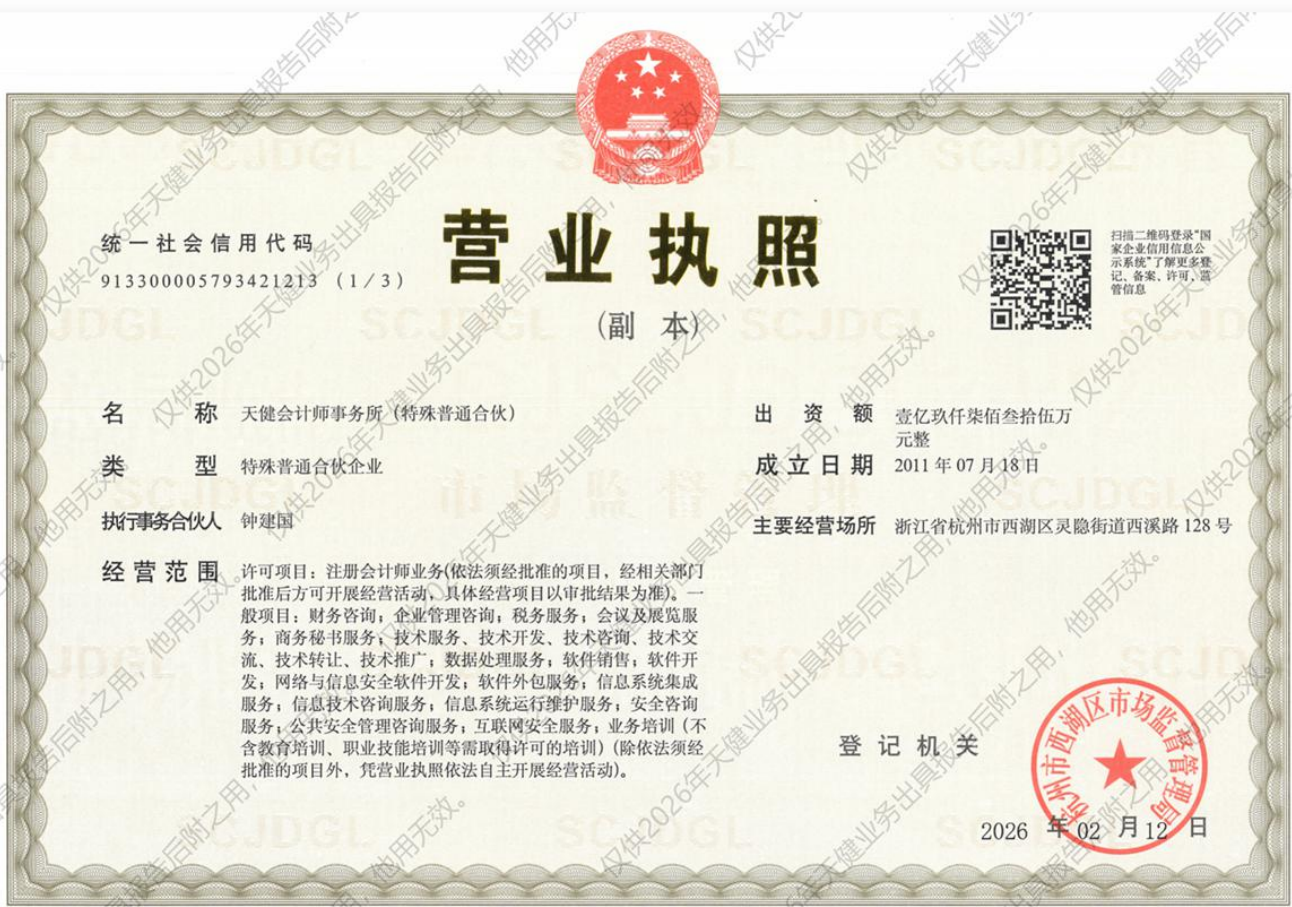 营业执照
(副 本)
统一社会信用代码
913300005793421213 (1/3)
扫描二维码登录“国
家企业信用信息公
示系统”了解更多登
记、备案、许可、监
管信息
名 称 天健会计师事务所（特殊普通合伙）
类 型 特殊普通合伙企业
执行事务合伙人 钟建国
经营范围 许可项目：注册会计师业务(依法须经批准的项目，经相关部门
批准后方可开展经营活动，具体经营项目以审批结果为准)。一
般项目：财务咨询；企业管理咨询；税务服务；会议及展览服
务；商务秘书服务；技术服务、技术开发、技术咨询、技术交
流、技术转让、技术推广；数据处理服务；软件销售；软件开
发；网络与信息安全软件开发；软件外包服务；信息系统集成
服务；信息技术咨询服务；信息系统运行维护服务；安全咨询
服务；公共安全管理咨询服务；互联网安全服务；业务培训（不
含教育培训、职业技能培训等需取得许可的培训）(除依法须经
批准的项目外，凭营业执照依法自主开展经营活动)。
出 资 额 壹亿玖仟柒佰叁拾伍万
元整
成立日期 2011 年 07 月 18 日
主要经营场所 浙江省杭州市西湖区灵隐街道西溪路 128 号
登记机关
杭州市西湖区市场监督管理局
2026 年 02 月 12 日
仅供2026年天健业务出具报告后附之用，他用无效。
SCJDGL
市场监督管理